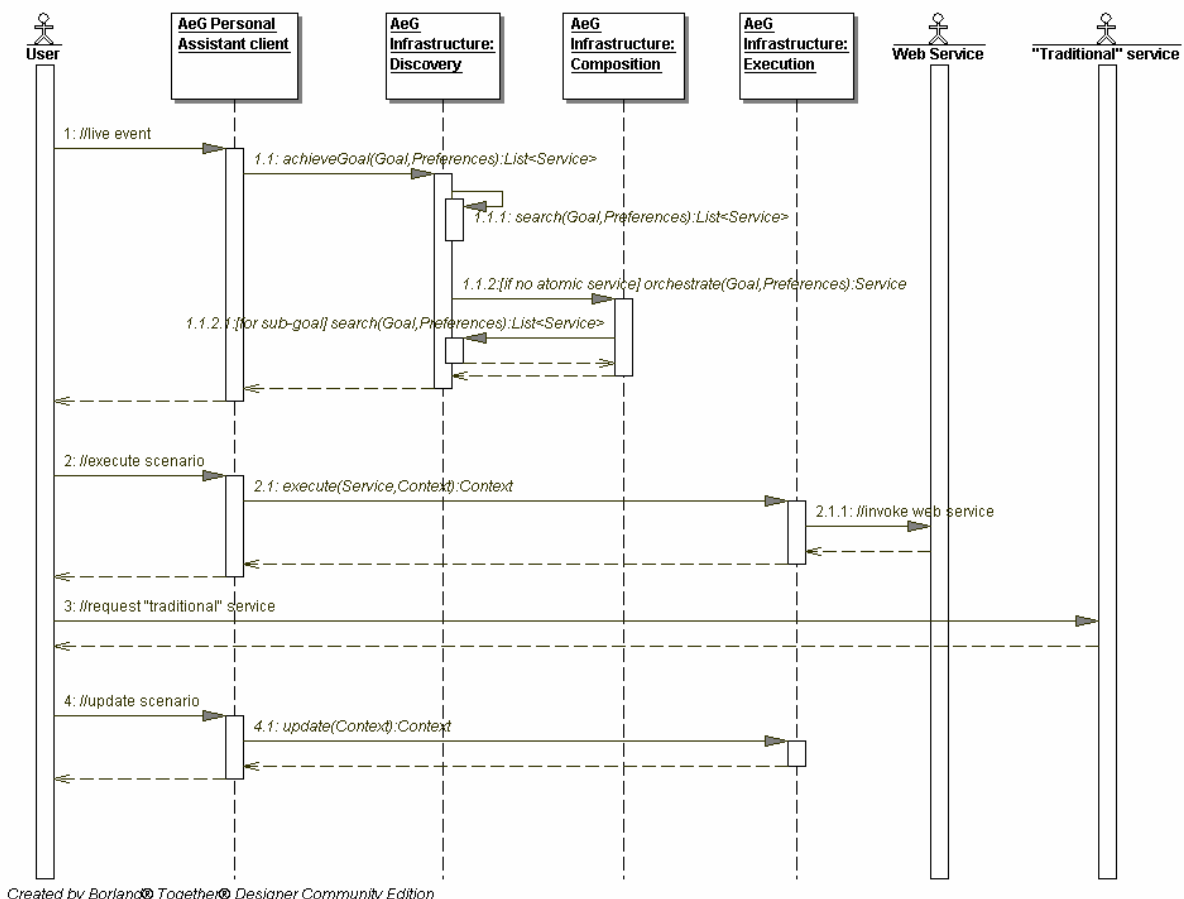 User
AeG Personal
Assistant client
AeG
Infrastructure:
Discovery
AeG
Infrastructure:
Composition
AeG
Infrastructure:
Execution
Web Service
"Traditional" service
1: //live event
1.1: achieveGoal(Goal,Preferences):List<Service>
1.1.1: search(Goal,Preferences):List<Service>
1.1.2:[if no atomic service] orchestrate(Goal,Preferences):Service
1.1.2.1:[for sub-goal] search(Goal,Preferences):List<Service>
2: //execute scenario
2.1: execute(Service,Context):Context
2.1.1: //invoke web service
3: //request "traditional" service
4: //update scenario
4.1: update(Context):Context
Created by Borland® Together® Designer Community Edition